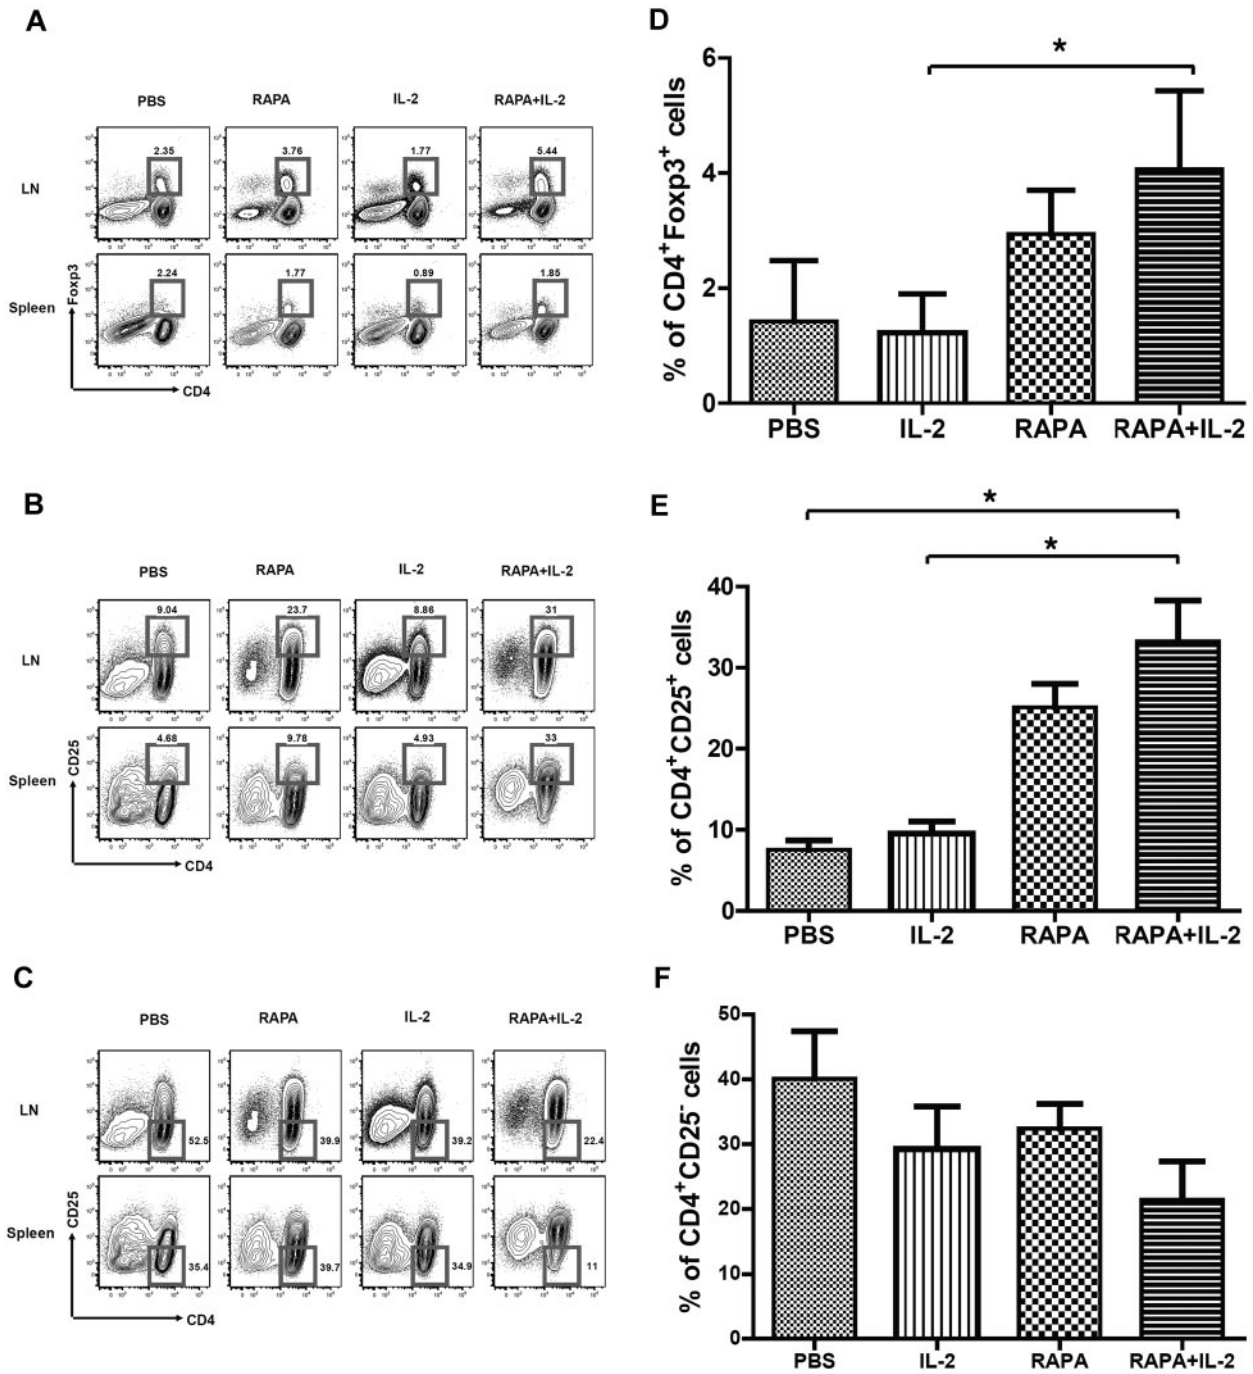 A
PBS RAPA IL-2 RAPA+IL-2
2.35 3.76 1.77 5.44
LN
2.24 1.77 0.89 1.85
Spleen
Foxp3
CD4
D
*
% of CD4⁺Foxp3⁺ cells
6
4
2
0
PBS IL-2 RAPA RAPA+IL-2
B
PBS RAPA IL-2 RAPA+IL-2
9.04 23.7 8.86 31
LN
4.68 9.78 4.93 33
Spleen
CD25
CD4
E
*
*
% of CD4⁺CD25⁺ cells
40
30
20
10
0
PBS IL-2 RAPA RAPA+IL-2
C
PBS RAPA IL-2 RAPA+IL-2
LN
52.5 39.9 39.2 22.4
Spleen
35.4 39.7 34.9 11
CD25
CD4
F
% of CD4⁺CD25⁻ cells
50
40
30
20
10
0
PBS IL-2 RAPA RAPA+IL-2